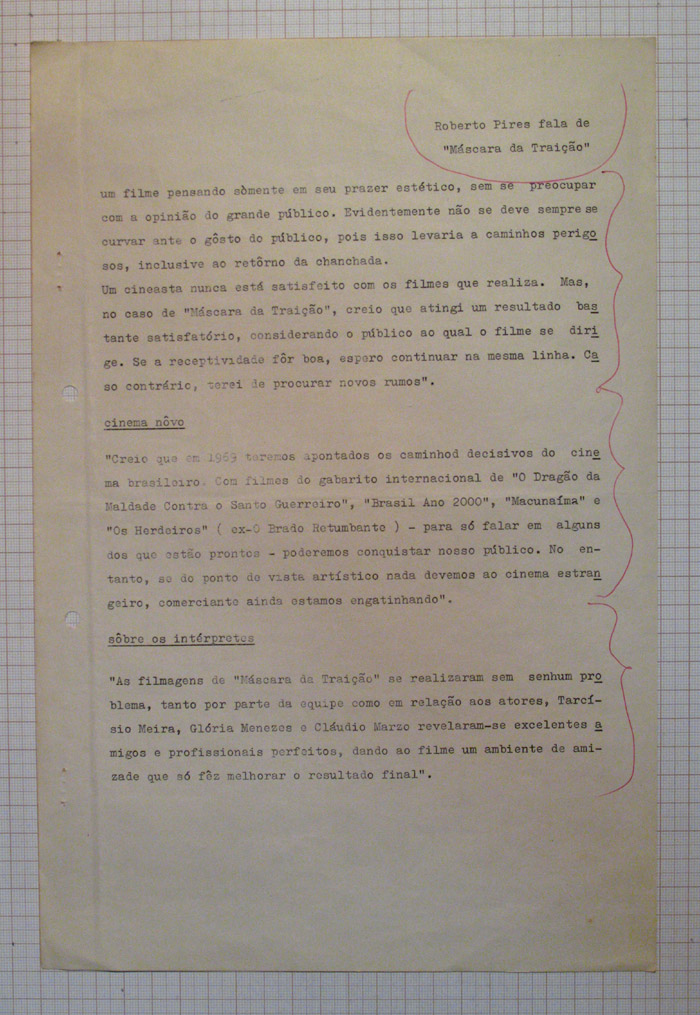 Roberto Pires fala de
"Máscara da Traição"
um filme pensando sòmente em seu prazer estético, sem se preocupar
com a opinião do grande público. Evidentemente não se deve sempre se
curvar ante o gôsto do público, pois isso levaria a caminhos perigo
sos, inclusive ao retôrno da chanchada.
Um cineasta nunca está satisfeito com os filmes que realiza. Mas,
no caso de "Máscara da Traição", creio que atingi um resultado bas
tante satisfatório, considerando o público ao qual o filme se diri
ge. Se a receptividade fôr boa, espero continuar na mesma linha. Ca
so contrário, terei de procurar novos rumos".
cinema nôvo
"Creio que em 1969 teremos apontados os caminhod decisivos do cine
ma brasileiro. Com filmes do gabarito internacional de "O Dragão da
Maldade Contra o Santo Guerreiro", "Brasil Ano 2000", "Macunaíma" e
"Os Herdeiros" ( ex-O Brado Retumbante ) - para só falar em alguns
dos que estão prontos - poderemos conquistar nosso público. No en-
tanto, se do ponto de vista artístico nada devemos ao cinema estran
geiro, comerciante ainda estamos engatinhando".
sôbre os intérpretes
"As filmagens de "Máscara da Traição" se realizaram sem senhum pro
blema, tanto por parte da equipe como em relação aos atores, Tarcí-
sio Meira, Glória Menezes e Cláudio Marzo revelaram-se excelentes a
migos e profissionais perfeitos, dando ao filme um ambiente de ami-
zade que só fêz melhorar o resultado final".